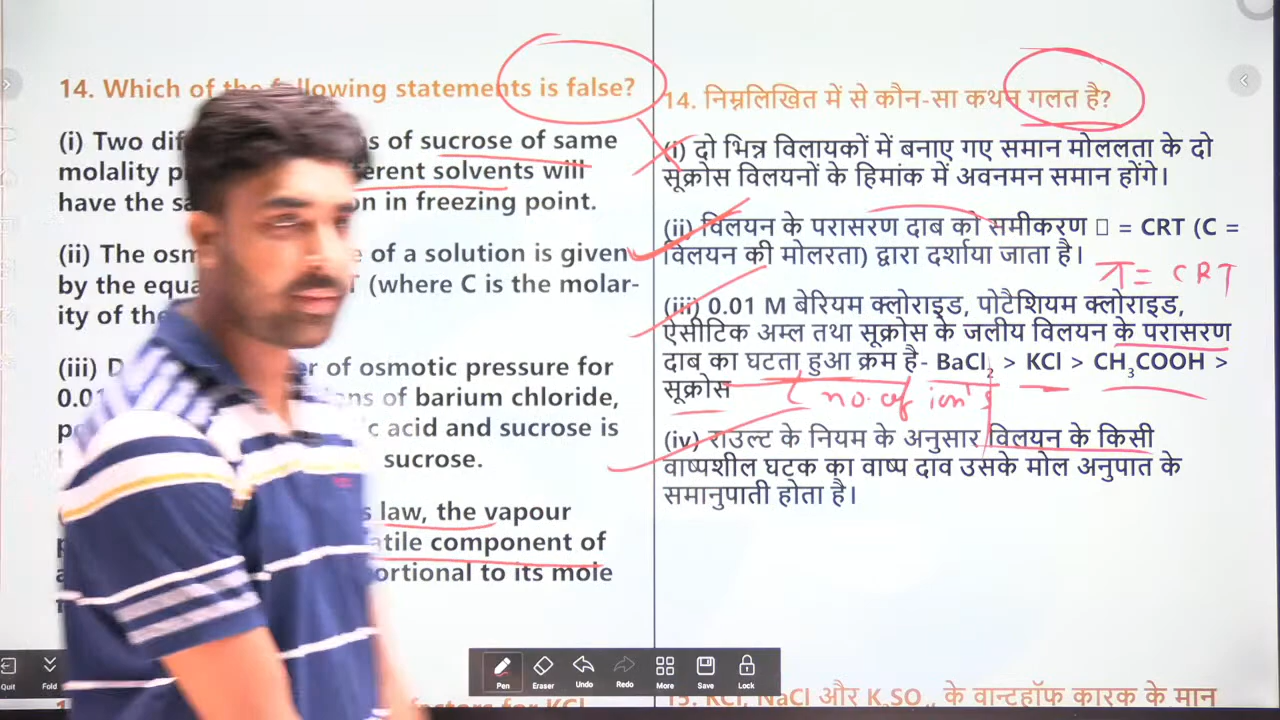 14. Which of the following statements is false?
(i) Two dif s of sucrose of same
molality p erent solvents will
have the sa on in freezing point.
(ii) The osm e of a solution is given
by the equa T (where C is the molar-
ity of the
(iii) D er of osmotic pressure for
0.01 ns of barium chloride,
p c acid and sucrose is
sucrose.
s law, the vapour
p atile component of
a ortional to its mole
14. निम्नलिखित में से कौन-सा कथन गलत है?
(i) दो भिन्न विलायकों में बनाए गए समान मोललता के दो
सूक्रोस विलयनों के हिमांक में अवनमन समान होंगे।
(ii) विलयन के परासरण दाब को समीकरण □ = CRT (C =
विलयन की मोलरता) द्वारा दर्शाया जाता है।
π = CRT
(iii) 0.01 M बेरियम क्लोराइड, पोटैशियम क्लोराइड,
ऐसीटिक अम्ल तथा सूक्रोस के जलीय विलयन के परासरण
दाब का घटता हुआ क्रम है- BaCl₂ > KCl > CH₃COOH >
सूक्रोस
no. of ion's
(iv) राउल्ट के नियम के अनुसार विलयन के किसी
वाष्पशील घटक का वाष्प दाव उसके मोल अनुपात के
समानुपाती होता है।
factors for KCl
15. KCl, NaCl और K₂SO₄, के वान्टहॉफ कारक के मान
Quit
Fold
Pen
Eraser
Undo
Redo
More
Save
Lock